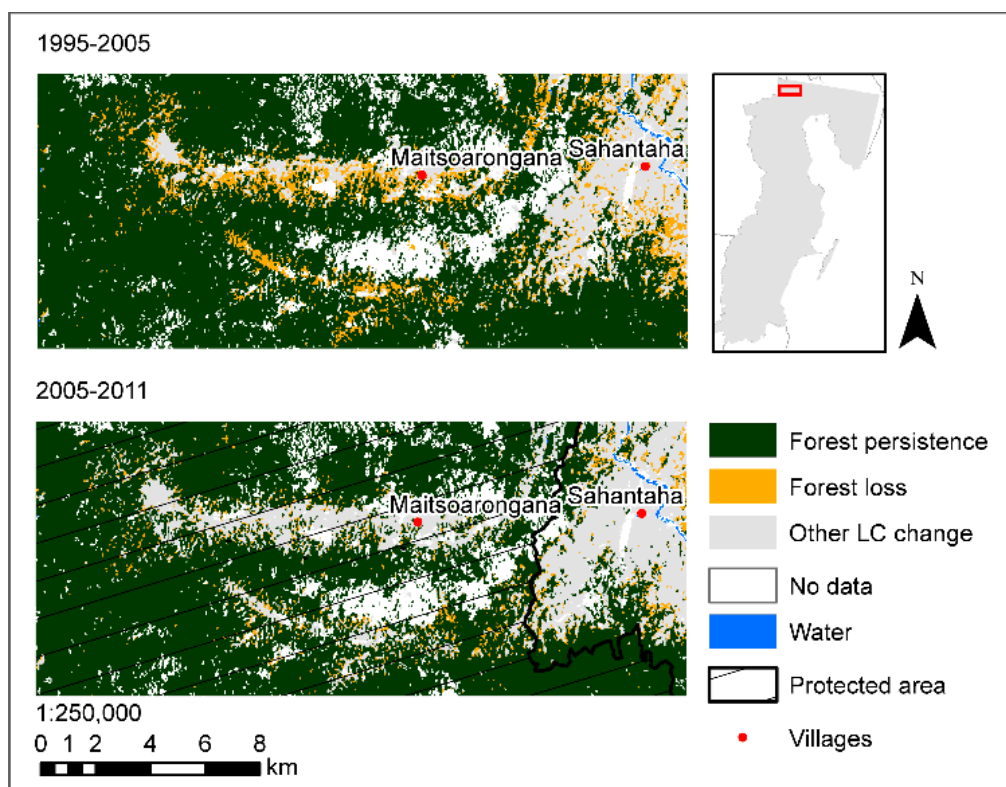 1995-2005
Maitsoarongana
Sahantaha
N
2005-2011
Maitsoarongana
Sahantaha
Forest persistence
Forest loss
Other LC change
No data
Water
Protected area
Villages
1:250,000
0 1 2 4 6 8
km